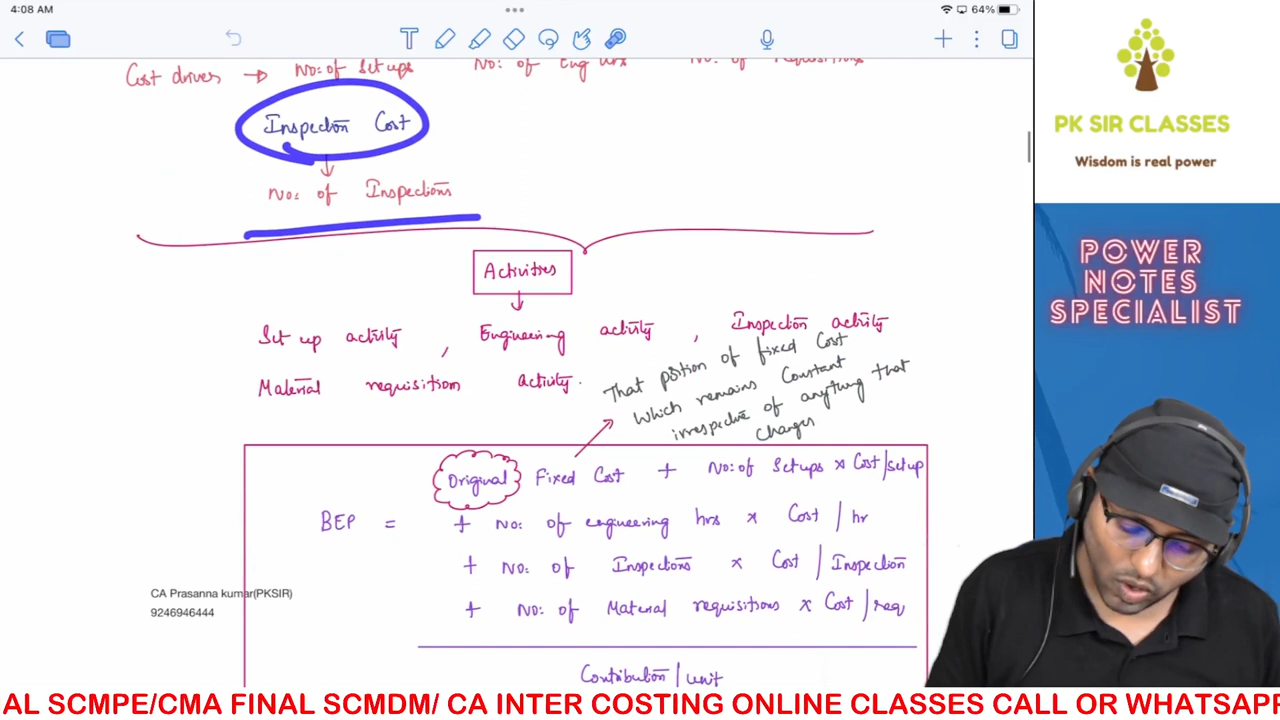 4:08 AM
64%
Cost drivers → No: of Set ups No: of Eng hrs No: of requisitions
Inspection Cost
No: of Inspections
Activities
Set up activity, Engineering activity, Inspection activity
Material requisition activity.
That portion of fixed Cost
which remains Constant
irrespective of anything that
changes
Original Fixed Cost + No: of Setups × Cost/setup
BEP = + No: of engineering hrs × Cost / hr
+ No: of Inspections × Cost / Inspection
+ No: of Material requisitions × Cost / req
Contribution / unit
CA Prasanna kumar(PKSIR)
9246946444
PK SIR CLASSES
Wisdom is real power
POWER
NOTES
SPECIALIST
AL SCMPE/CMA FINAL SCMDM/ CA INTER COSTING ONLINE CLASSES CALL OR WHATSAPP